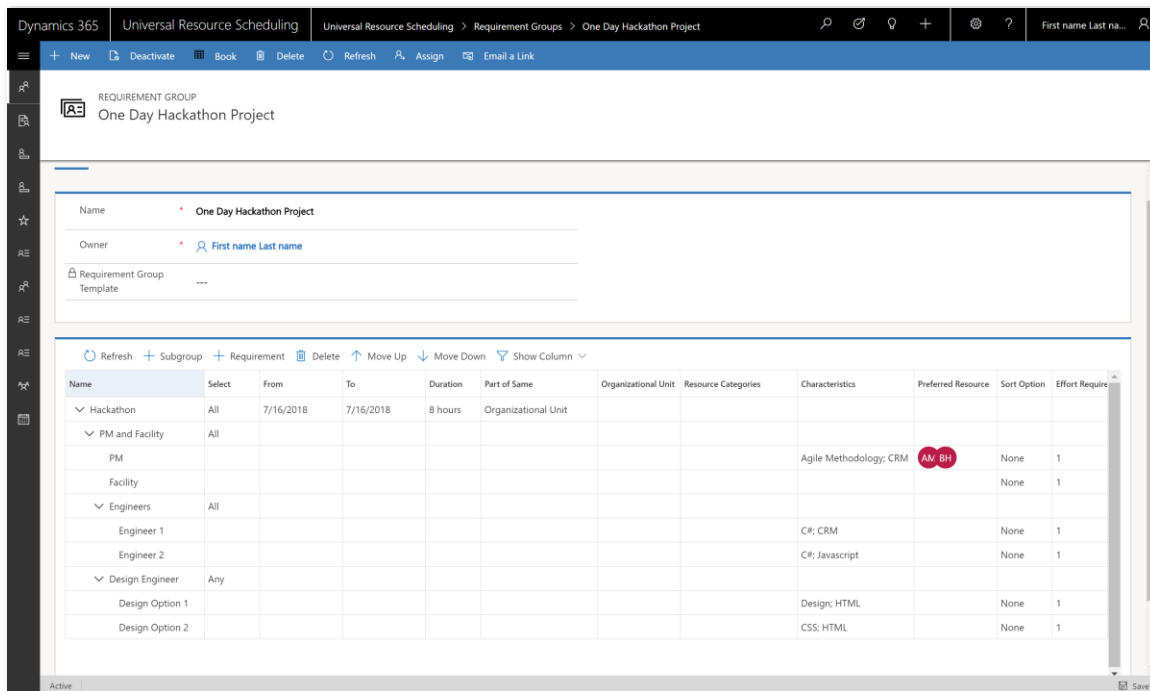 Dynamics 365 Universal Resource Scheduling Universal Resource Scheduling > Requirement Groups > One Day Hackathon Project ? First name Last na...
New Deactivate Book Delete Refresh Assign Email a Link
REQUIREMENT GROUP
One Day Hackathon Project
Name * One Day Hackathon Project
Owner * First name Last name
Requirement Group
Template ---
Refresh Subgroup Requirement Delete Move Up Move Down Show Column
Name Select From To Duration Part of Same Organizational Unit Resource Categories Characteristics Preferred Resource Sort Option Effort Require
Hackathon All 7/16/2018 7/16/2018 8 hours Organizational Unit
PM and Facility All
PM Agile Methodology; CRM AM BH None 1
Facility None 1
Engineers All
Engineer 1 C#; CRM None 1
Engineer 2 C#; Javascript None 1
Design Engineer Any
Design Option 1 Design; HTML None 1
Design Option 2 CSS; HTML None 1
Active Save